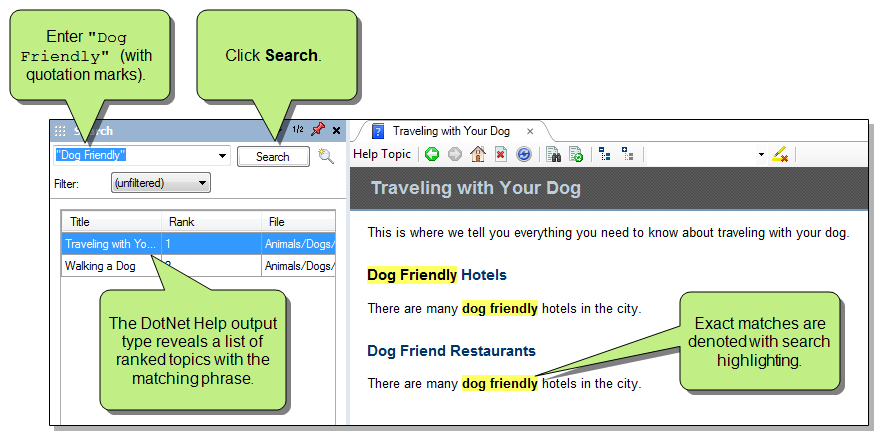 Enter "Dog
Friendly" (with
quotation marks).
Click Search.
Search
1/2
"Dog Friendly"
Search
Filter:
(unfiltered)
Title
Rank
File
Traveling with Yo...
1
Animals/Dogs/
Walking a Dog
Animals/Dogs/
The DotNet Help output
type reveals a list of
ranked topics with the
matching phrase.
Traveling with Your Dog
Help Topic
Traveling with Your Dog
This is where we tell you everything you need to know about traveling with your dog.
Dog Friendly Hotels
There are many dog friendly hotels in the city.
Dog Friend Restaurants
There are many dog friendly hotels in the city.
Exact matches are
denoted with search
highlighting.